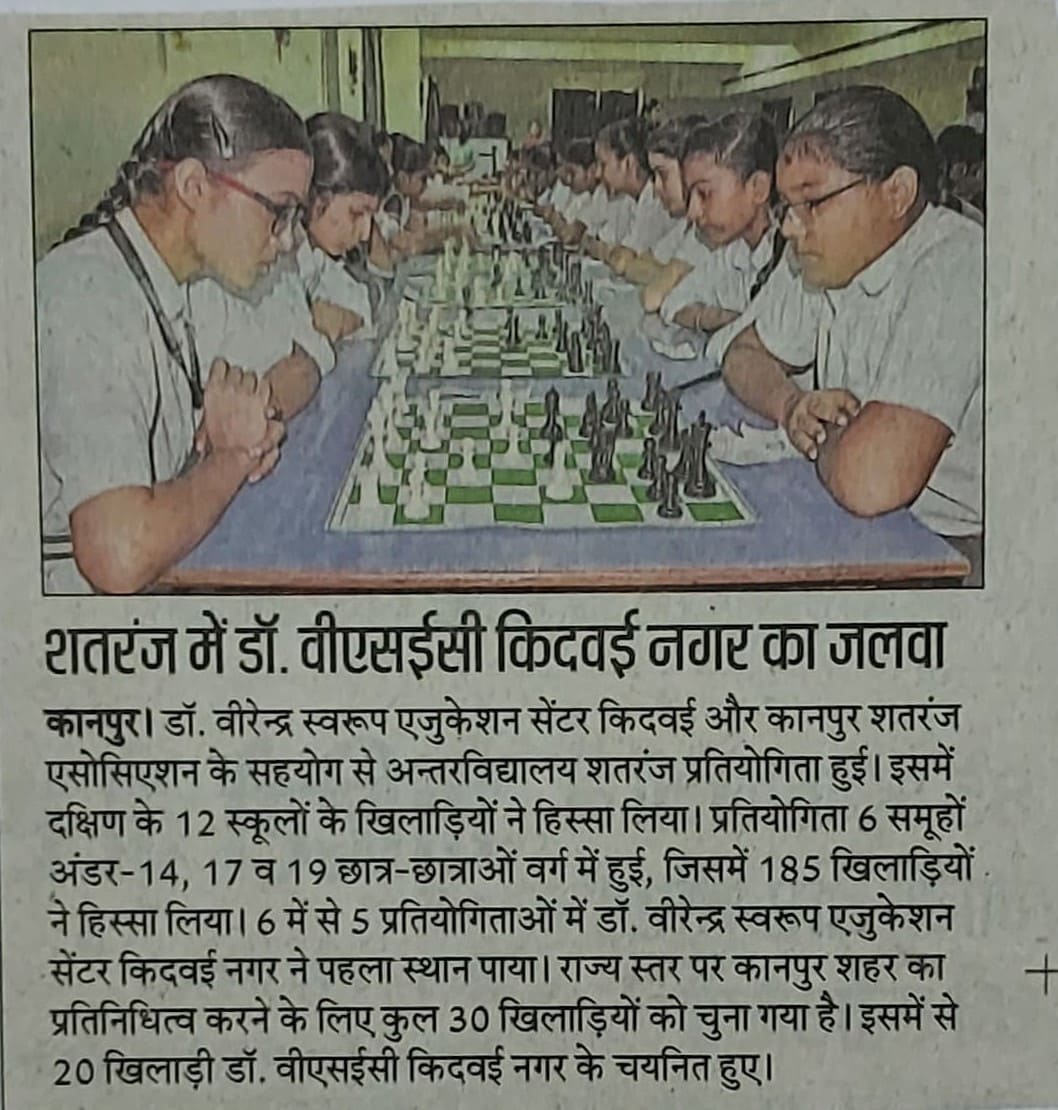 शतरंज में डॉ. वीएसईसी किदवई नगर का जलवा
कानपुर। डॉ. वीरेन्द्र स्वरूप एजुकेशन सेंटर किदवई और कानपुर शतरंज
एसोसिएशन के सहयोग से अन्तरविद्यालय शतरंज प्रतियोगिता हुई। इसमें
दक्षिण के 12 स्कूलों के खिलाड़ियों ने हिस्सा लिया। प्रतियोगिता 6 समूहों
अंडर-14, 17 व 19 छात्र-छात्राओं वर्ग में हुई, जिसमें 185 खिलाड़ियों
ने हिस्सा लिया। 6 में से 5 प्रतियोगिताओं में डॉ. वीरेन्द्र स्वरूप एजुकेशन
सेंटर किदवई नगर ने पहला स्थान पाया। राज्य स्तर पर कानपुर शहर का
प्रतिनिधित्व करने के लिए कुल 30 खिलाड़ियों को चुना गया है। इसमें से
20 खिलाड़ी डॉ. वीएसईसी किदवई नगर के चयनित हुए।